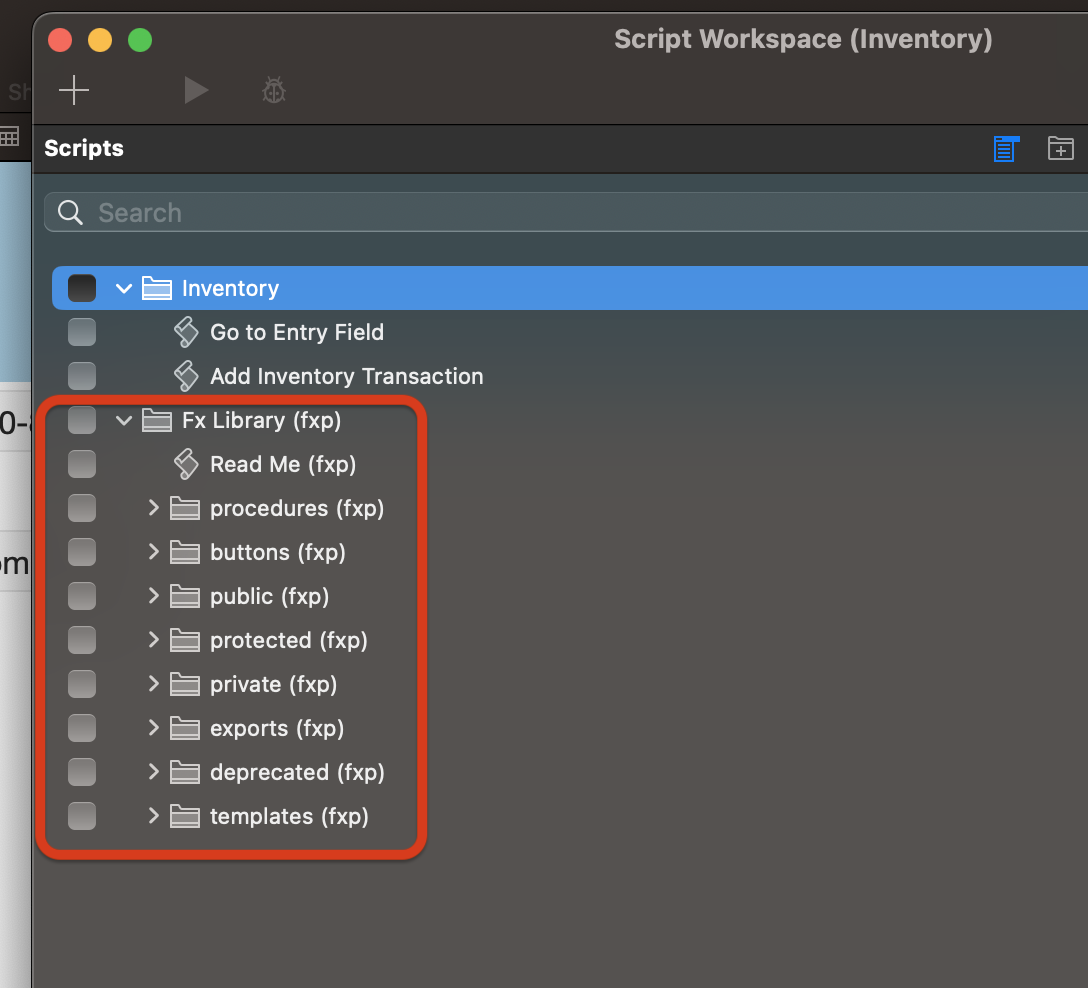 Script Workspace (Inventory)
Sh
Scripts
Search
Inventory
Go to Entry Field
Add Inventory Transaction
Fx Library (fxp)
Read Me (fxp)
procedures (fxp)
buttons (fxp)
public (fxp)
protected (fxp)
private (fxp)
exports (fxp)
deprecated (fxp)
templates (fxp)